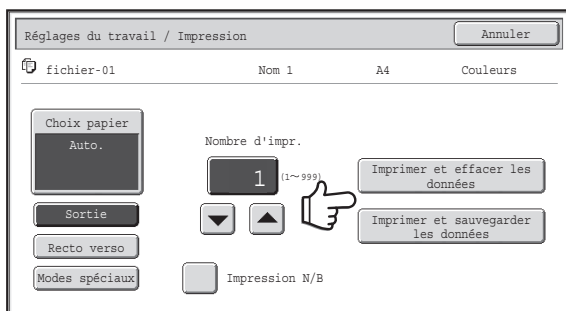 Réglages du travail / Impression
Annuler
fichier-01 Nom 1 A4 Couleurs
Choix papier
Auto.
Nombre d'impr.
1 (1~999)
Imprimer et effacer les
données
Sortie
Imprimer et sauvegarder
les données
Recto verso
Modes spéciaux
Impression N/B